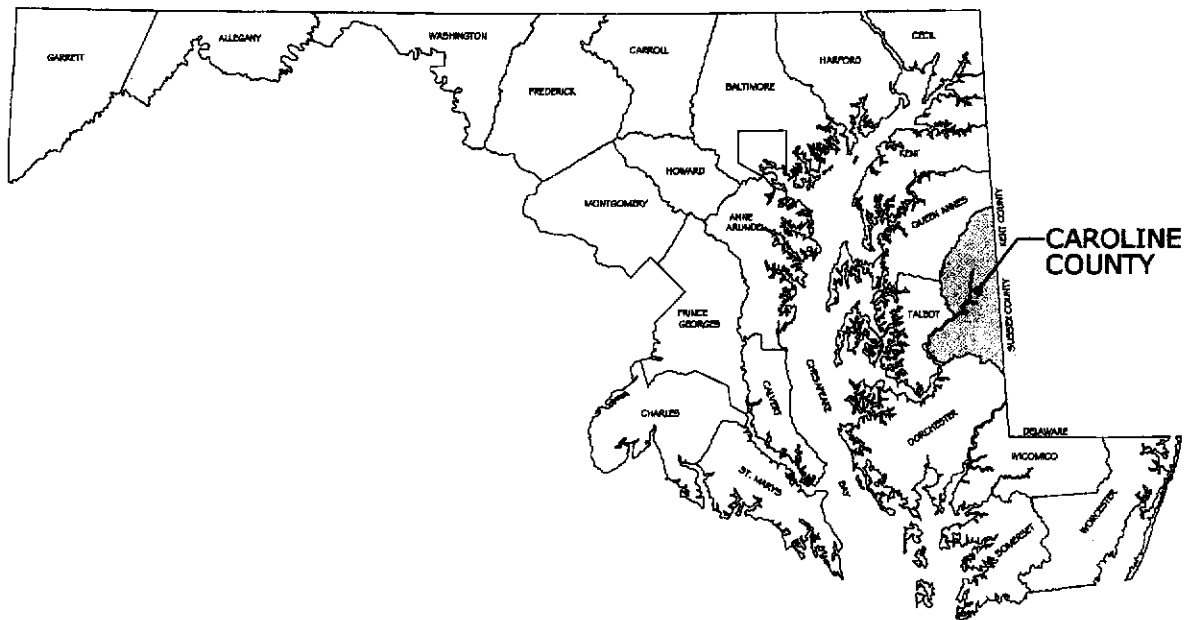 GARRETT
ALLEGANY
WASHINGTON
FREDERICK
CARROLL
BALTIMORE
HARFORD
CECIL
KENT
HOWARD
MONTGOMERY
ANNE
ARUNDEL
QUEEN ANNES
KENT COUNTY
CAROLINE
COUNTY
SUSSEX COUNTY
TALBOT
PRINCE
GEORGES
CALVERT
CHESAPEAKE
BAY
CHARLES
ST. MARYS
DORCHESTER
DELAWARE
WICOMICO
WORCESTER
SOMERSET